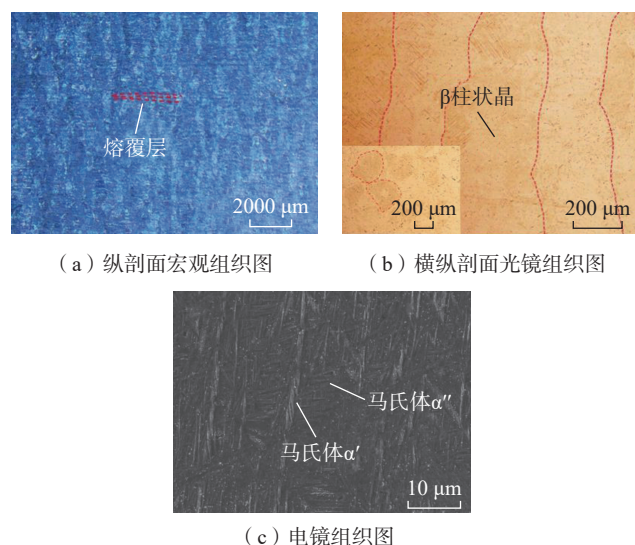 熔覆层
2000 μm
β柱状晶
200 μm
200 μm
（a）纵剖面宏观组织图
（b）横纵剖面光镜组织图
马氏体α″
马氏体α′
10 μm
（c）电镜组织图